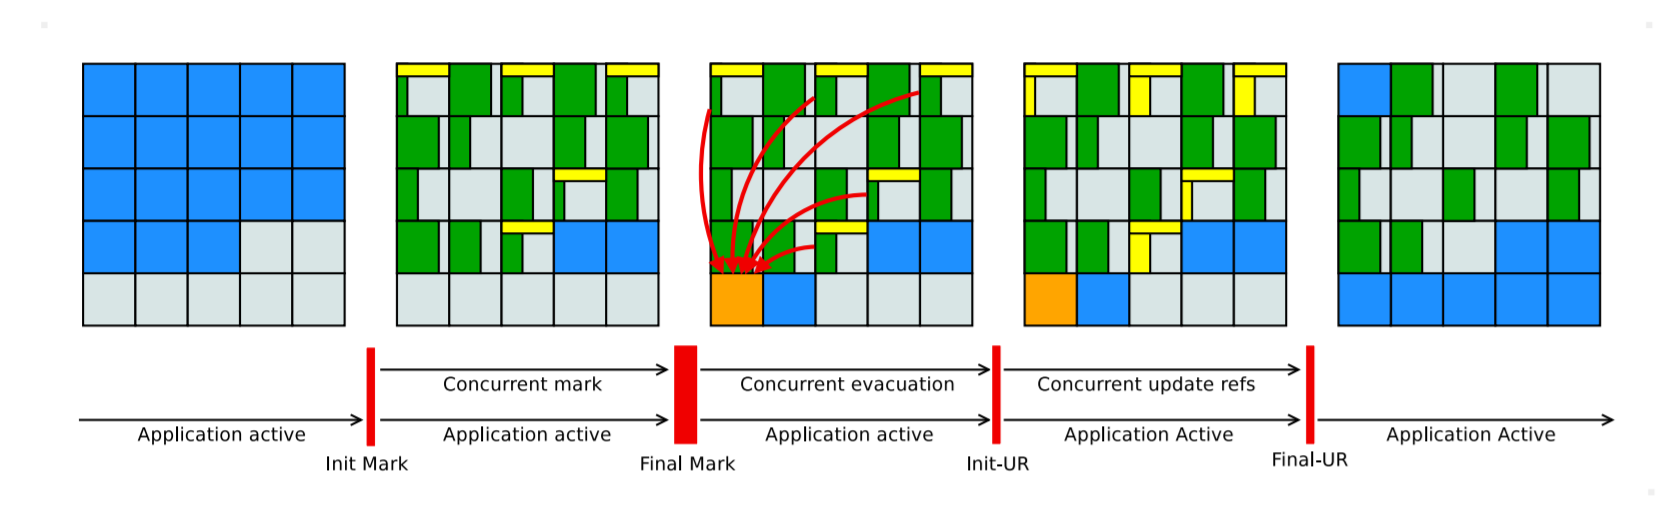 Concurrent mark
Concurrent evacuation
Concurrent update refs
Application active
Application active
Application active
Application Active
Application Active
Init Mark
Final Mark
Init-UR
Final-UR